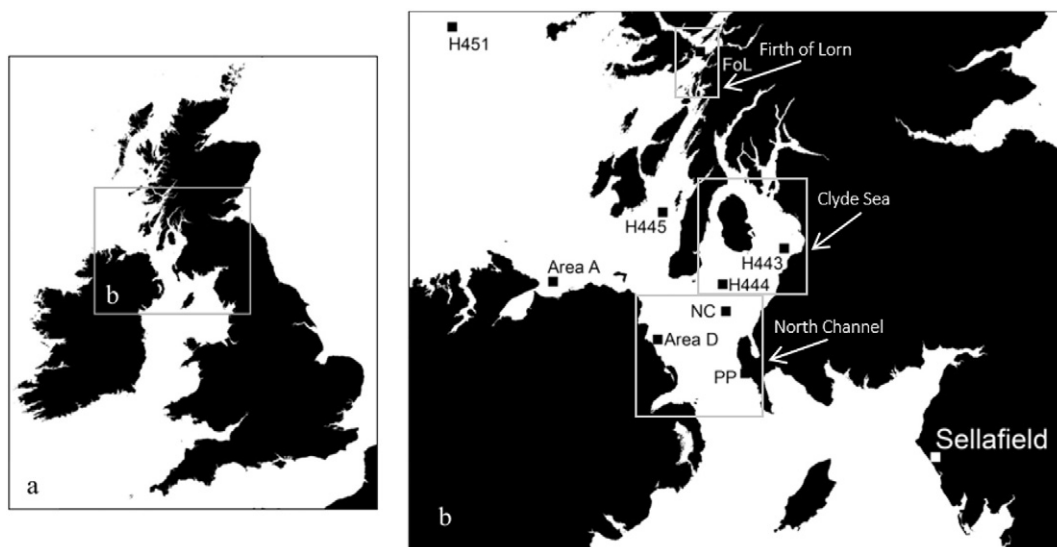 b
a
H451
Firth of Lorn
FoL
Clyde Sea
H445
H443
Area A
H444
NC
North Channel
Area D
PP
Sellafield
b